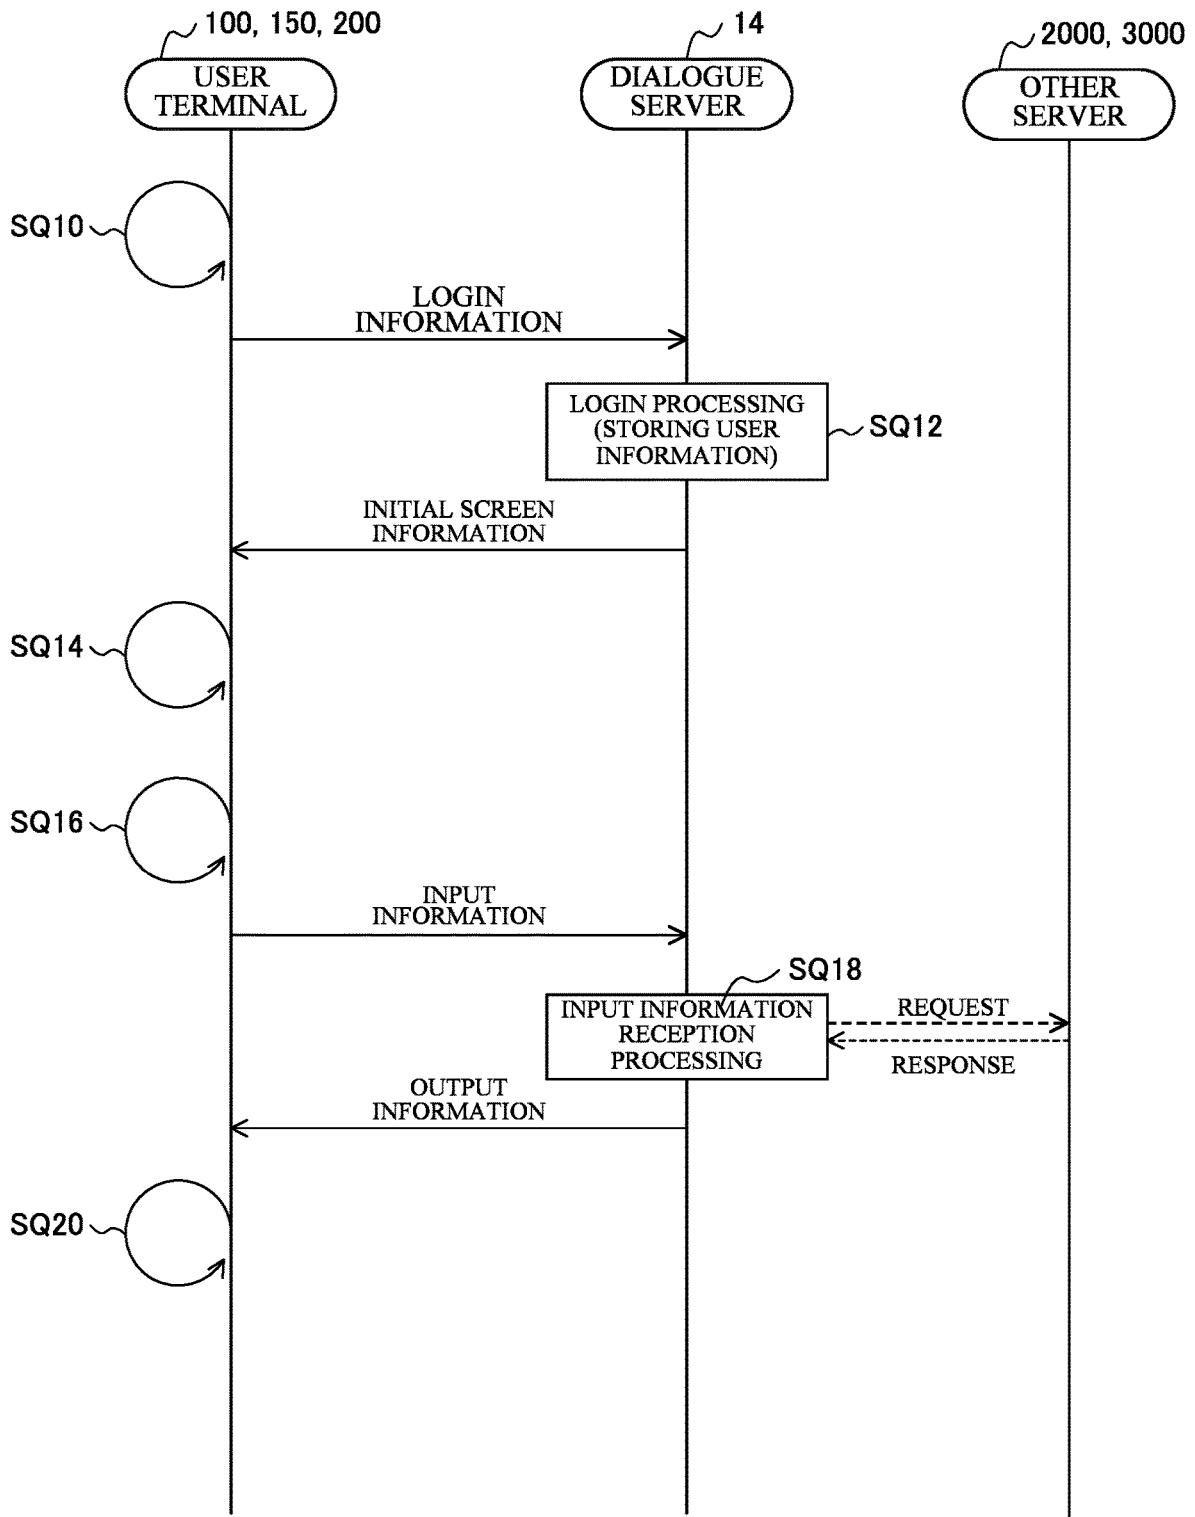 100, 150, 200
14
2000, 3000
USER
TERMINAL
DIALOGUE
SERVER
OTHER
SERVER
SQ10
LOGIN
INFORMATION
LOGIN PROCESSING
(STORING USER
INFORMATION)
SQ12
INITIAL SCREEN
INFORMATION
SQ14
SQ16
INPUT
INFORMATION
SQ18
INPUT INFORMATION
RECEPTION
PROCESSING
REQUEST
RESPONSE
OUTPUT
INFORMATION
SQ20